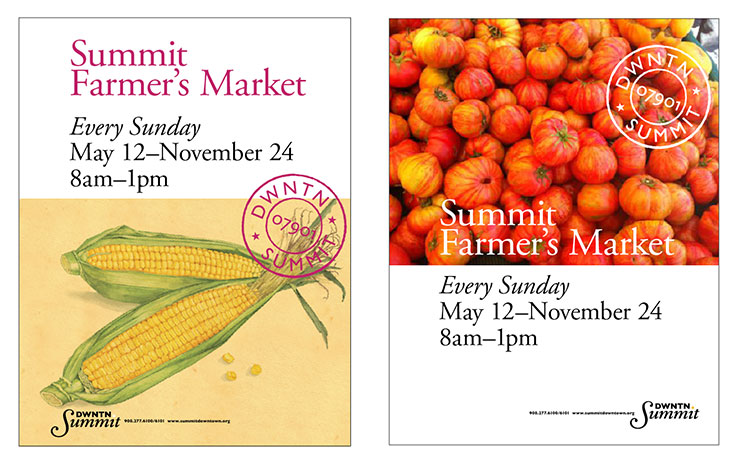 Summit
Farmer's Market
Every Sunday
May 12–November 24
8am–1pm
DWNTN
07901
SUMMIT
DWNTN
Summit
908.277.6100/6101 www.summitdowntown.org
DWNTN
07901
SUMMIT
Summit
Farmer's Market
Every Sunday
May 12–November 24
8am–1pm
908.277.6100/6101 www.summitdowntown.org
DWNTN
Summit